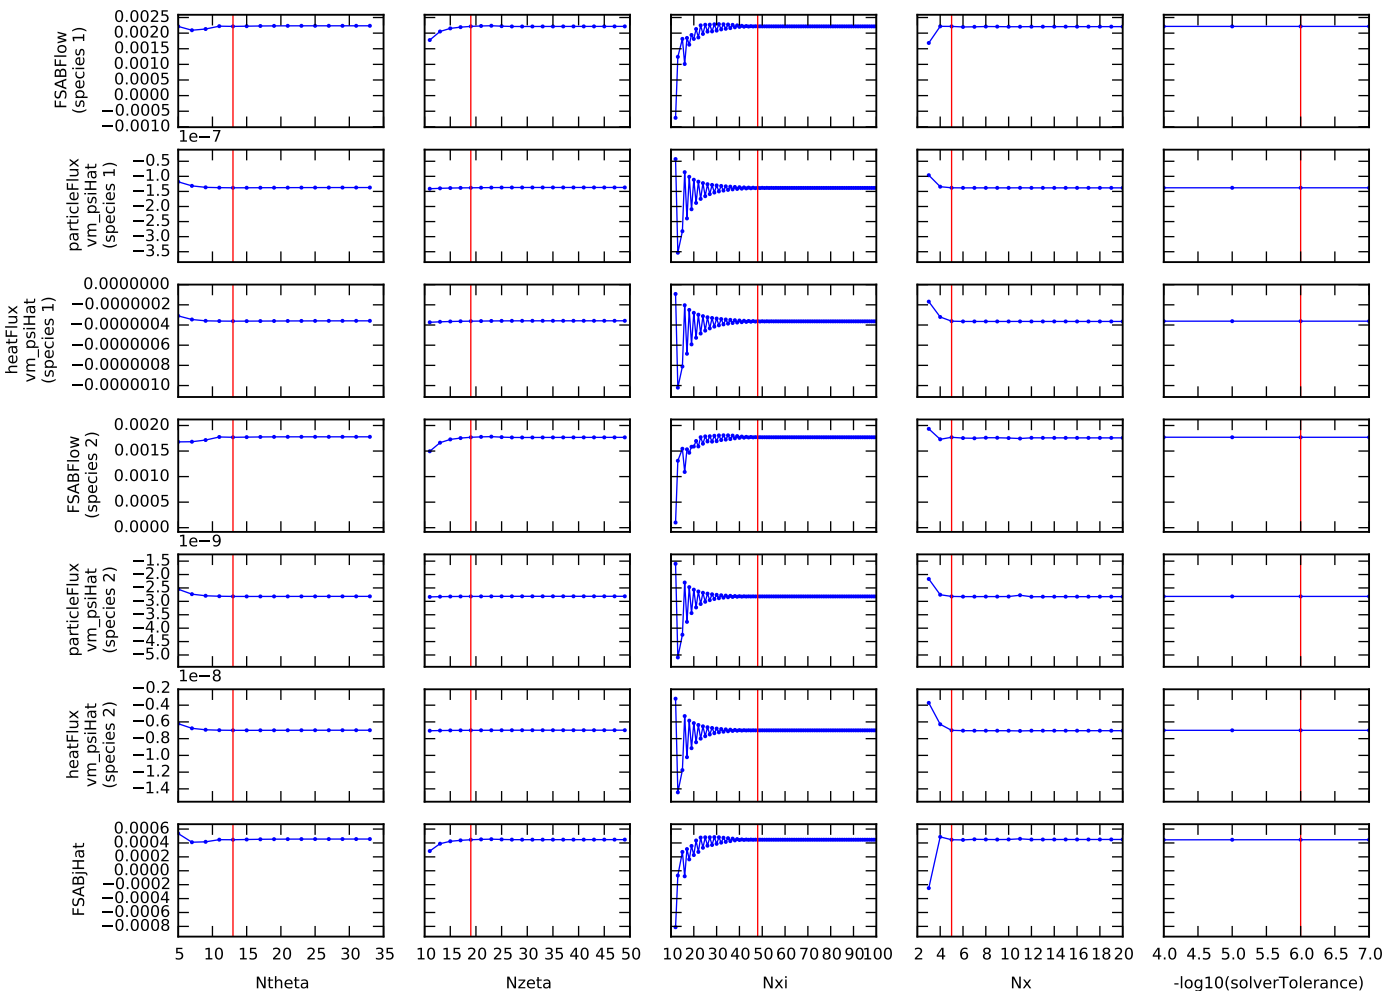 FSABFlow
(species 1)
0.0025
0.0020
0.0015
0.0010
0.0005
0.0000
−0.0005
−0.0010
1e−7
particleFlux
vm_psiHat
(species 1)
−0.5
−1.0
−1.5
−2.0
−2.5
−3.0
−3.5
heatFlux
vm_psiHat
(species 1)
0.0000000
−0.0000002
−0.0000004
−0.0000006
−0.0000008
−0.0000010
FSABFlow
(species 2)
0.0020
0.0015
0.0010
0.0005
0.0000
1e−9
particleFlux
vm_psiHat
(species 2)
−1.5
−2.0
−2.5
−3.0
−3.5
−4.0
−4.5
−5.0
1e−8
heatFlux
vm_psiHat
(species 2)
−0.2
−0.4
−0.6
−0.8
−1.0
−1.2
−1.4
FSABjHat
0.0006
0.0004
0.0002
0.0000
−0.0002
−0.0004
−0.0006
−0.0008
5 10 15 20 25 30 35
10 15 20 25 30 35 40 45 50
10 20 30 40 50 60 70 80 90 100
2 4 6 8 10 12 14 16 18 20
4.0 4.5 5.0 5.5 6.0 6.5 7.0
Ntheta
Nzeta
Nxi
Nx
-log10(solverTolerance)